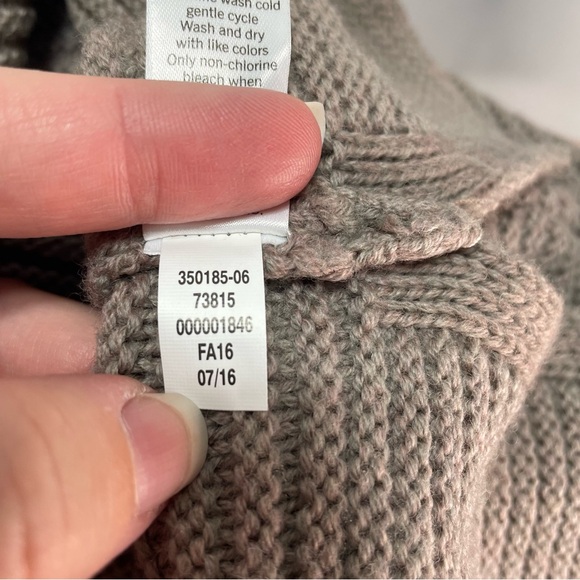 wash cold
gentle cycle
Wash and dry
with like colors
Only non-chlorine
bleach when
350185-06
73815
000001846
FA16
07/16